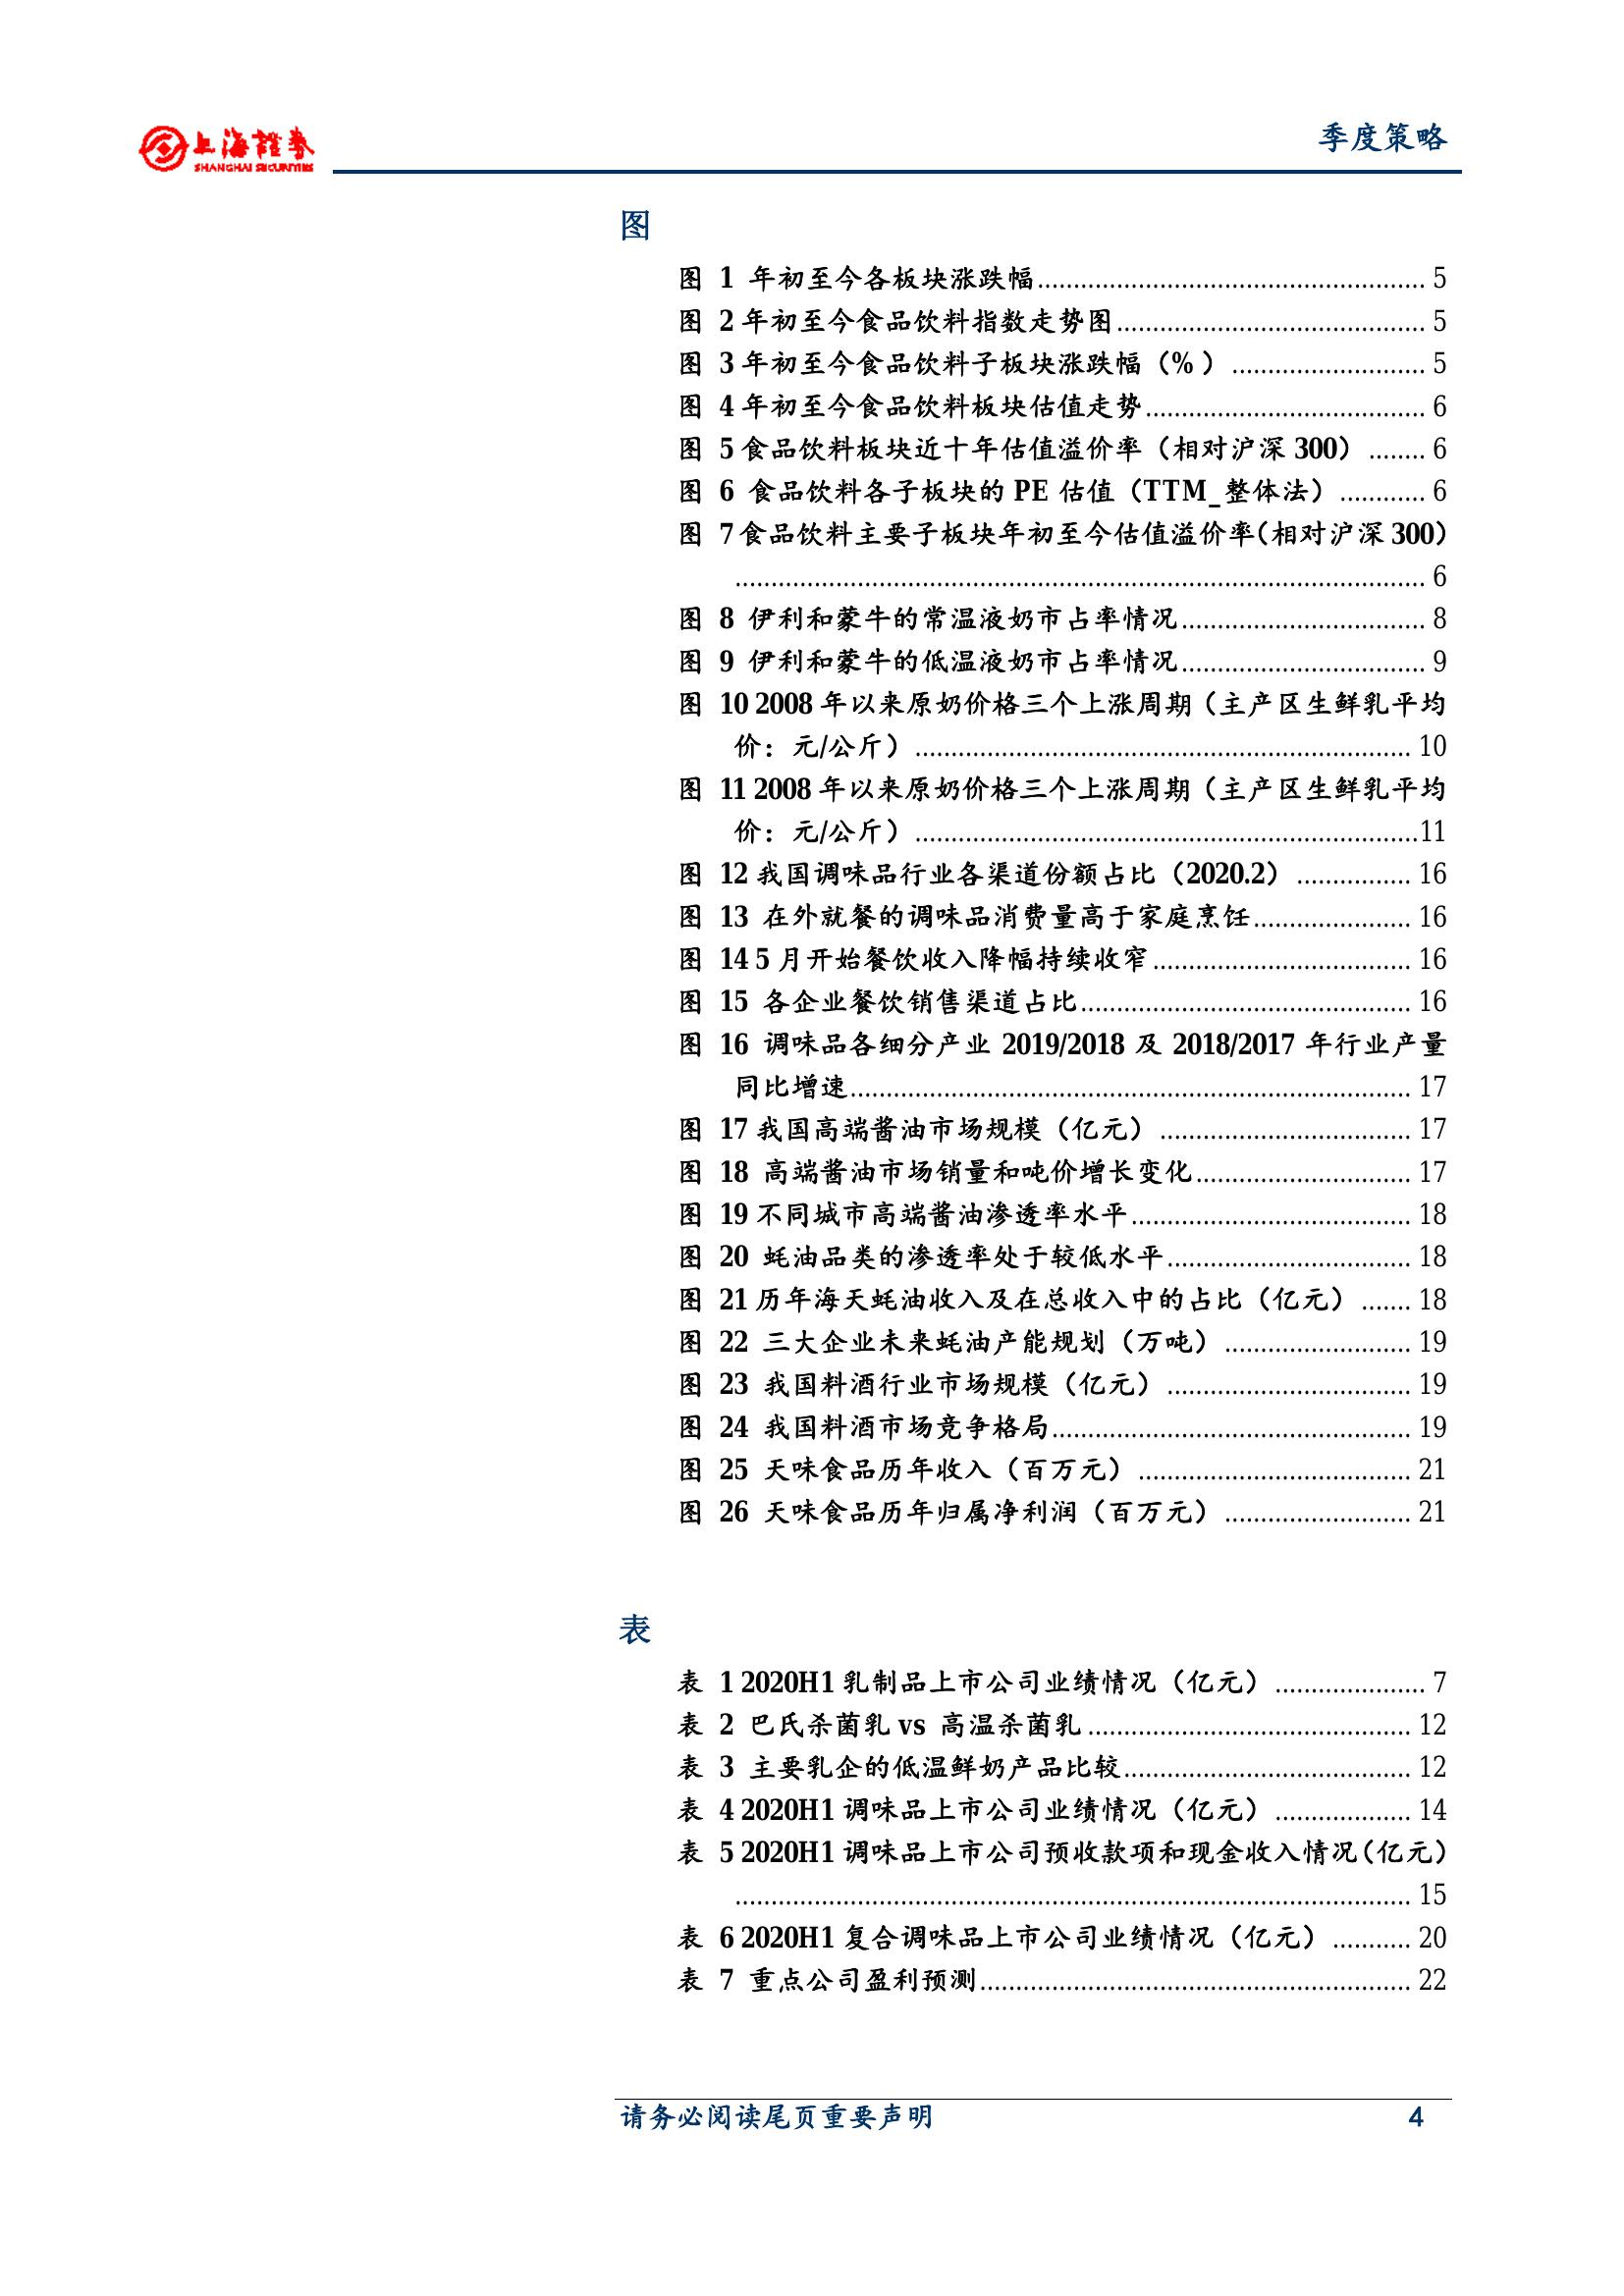 上海證券
SHANGHAI SECURITIES
季度策略
图
图 1 年初至今各板块涨跌幅........................................................ 5
图 2 年初至今食品饮料指数走势图............................................. 5
图 3 年初至今食品饮料子板块涨跌幅（%）............................ 5
图 4 年初至今食品饮料板块估值走势......................................... 6
图 5 食品饮料板块近十年估值溢价率（相对沪深 300）........ 6
图 6 食品饮料各子板块的 PE 估值（TTM_整体法）............ 6
图 7 食品饮料主要子板块年初至今估值溢价率(相对沪深 300)
.................................................................................................... 6
图 8 伊利和蒙牛的常温液奶市占率情况................................... 8
图 9 伊利和蒙牛的低温液奶市占率情况................................... 9
图 10 2008 年以来原奶价格三个上涨周期（主产区生鲜乳平均
价：元/公斤）...................................................................... 10
图 11 2008 年以来原奶价格三个上涨周期（主产区生鲜乳平均
价：元/公斤）......................................................................11
图 12 我国调味品行业各渠道份额占比（2020.2）................ 16
图 13 在外就餐的调味品消费量高于家庭烹饪...................... 16
图 14 5 月开始餐饮收入降幅持续收窄.................................... 16
图 15 各企业餐饮销售渠道占比.............................................. 16
图 16 调味品各细分产业 2019/2018 及 2018/2017 年行业产量
同比增速.............................................................................. 17
图 17 我国高端酱油市场规模（亿元）................................... 17
图 18 高端酱油市场销量和吨价增长变化.............................. 17
图 19 不同城市高端酱油渗透率水平....................................... 18
图 20 蚝油品类的渗透率处于较低水平.................................. 18
图 21 历年海天蚝油收入及在总收入中的占比（亿元）....... 18
图 22 三大企业未来蚝油产能规划（万吨）.......................... 19
图 23 我国料酒行业市场规模（亿元）.................................. 19
图 24 我国料酒市场竞争格局.................................................. 19
图 25 天味食品历年收入（百万元）...................................... 21
图 26 天味食品历年归属净利润（百万元）.......................... 21
表
表 1 2020H1 乳制品上市公司业绩情况（亿元）..................... 7
表 2 巴氏杀菌乳 vs 高温杀菌乳............................................. 12
表 3 主要乳企的低温鲜奶产品比较........................................ 12
表 4 2020H1 调味品上市公司业绩情况（亿元）................... 14
表 5 2020H1 调味品上市公司预收款项和现金收入情况(亿元)
.................................................................................................. 15
表 6 2020H1 复合调味品上市公司业绩情况（亿元）........... 20
表 7 重点公司盈利预测............................................................ 22
请务必阅读尾页重要声明 4